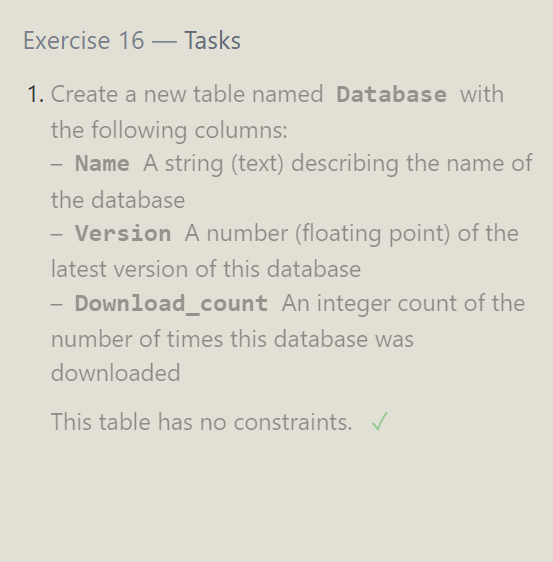 Exercise 16 — Tasks
1. Create a new table named Database with
the following columns:
– Name A string (text) describing the name of
the database
– Version A number (floating point) of the
latest version of this database
– Download_count An integer count of the
number of times this database was
downloaded
This table has no constraints. ✓